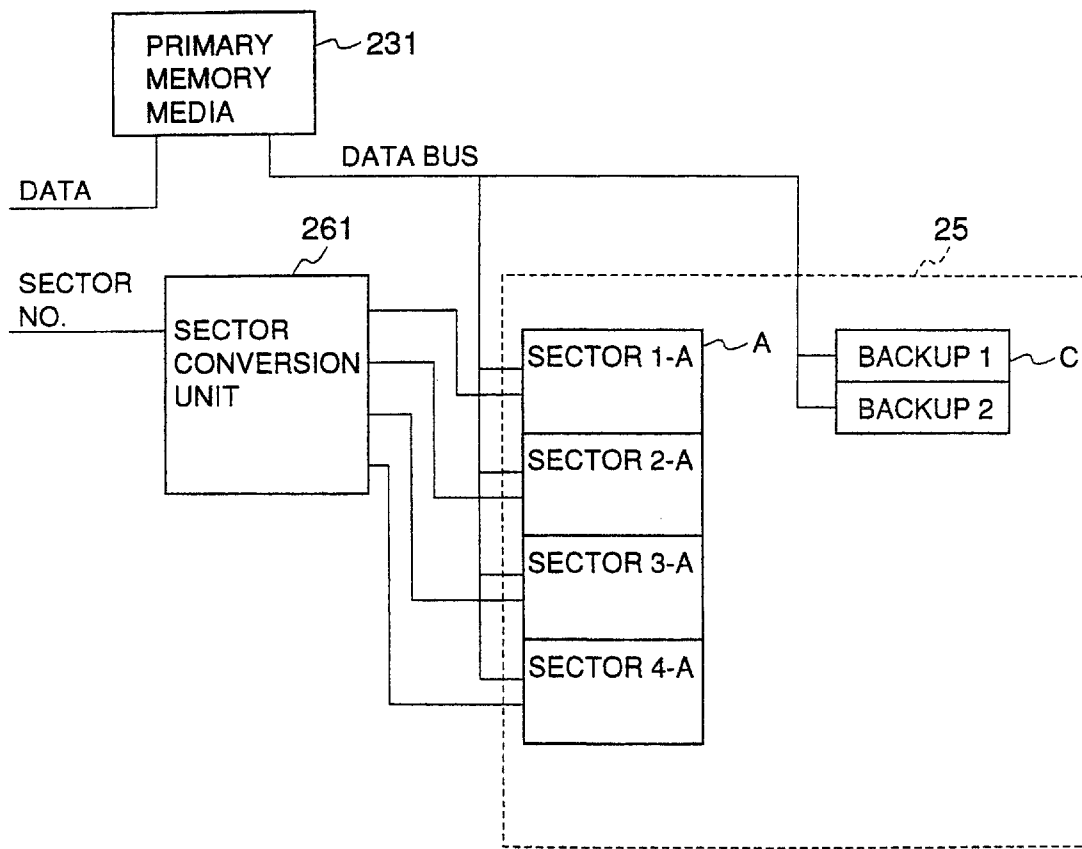 PRIMARY
MEMORY
MEDIA
231
DATA BUS
DATA
261
25
SECTOR
NO.
SECTOR
CONVERSION
UNIT
SECTOR 1-A
A
BACKUP 1
C
BACKUP 2
SECTOR 2-A
SECTOR 3-A
SECTOR 4-A